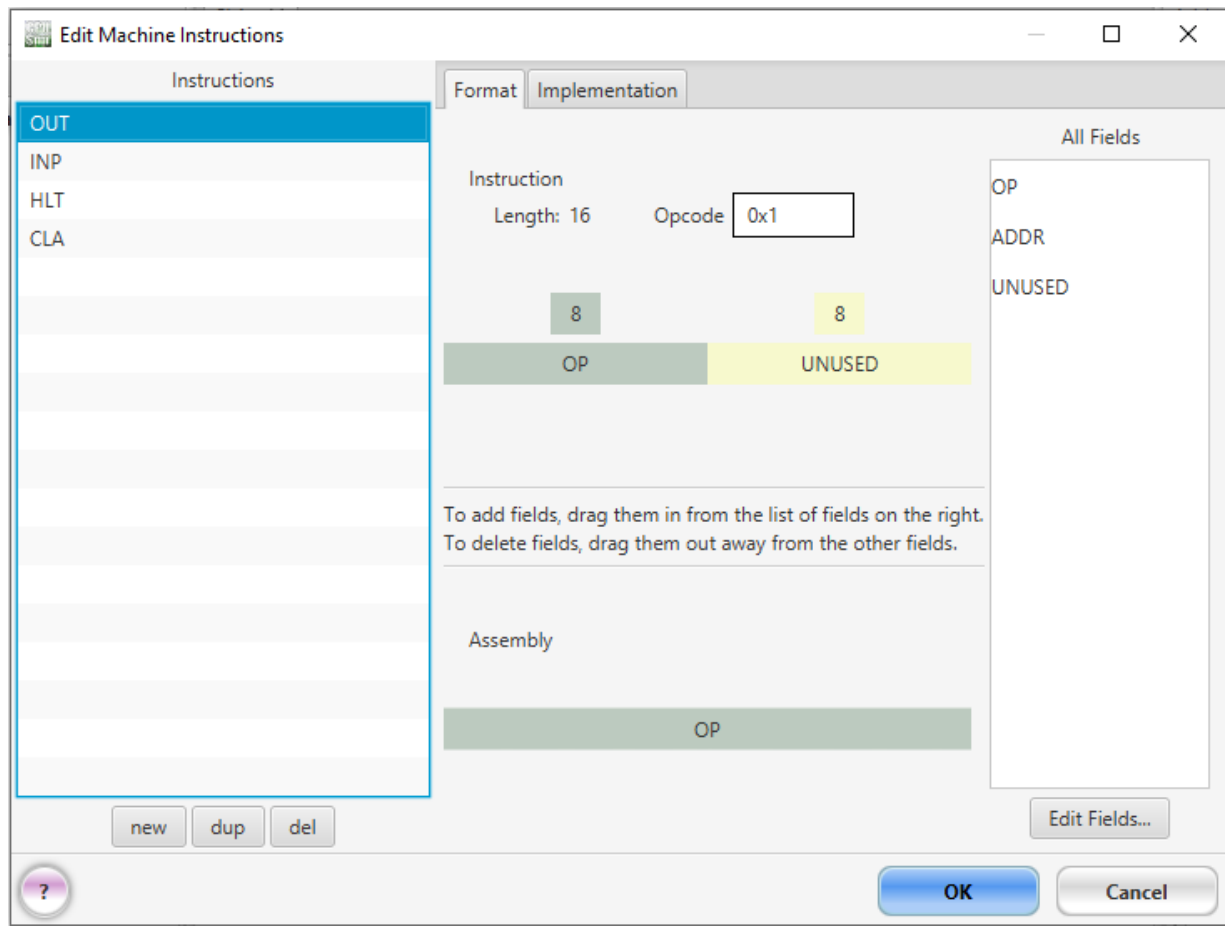 Edit Machine Instructions
Instructions
OUT
INP
HLT
CLA
new dup del
Format Implementation
Instruction
Length: 16 Opcode 0x1
8 8
OP UNUSED
To add fields, drag them in from the list of fields on the right.
To delete fields, drag them out away from the other fields.
Assembly
OP
All Fields
OP
ADDR
UNUSED
Edit Fields...
?
OK Cancel